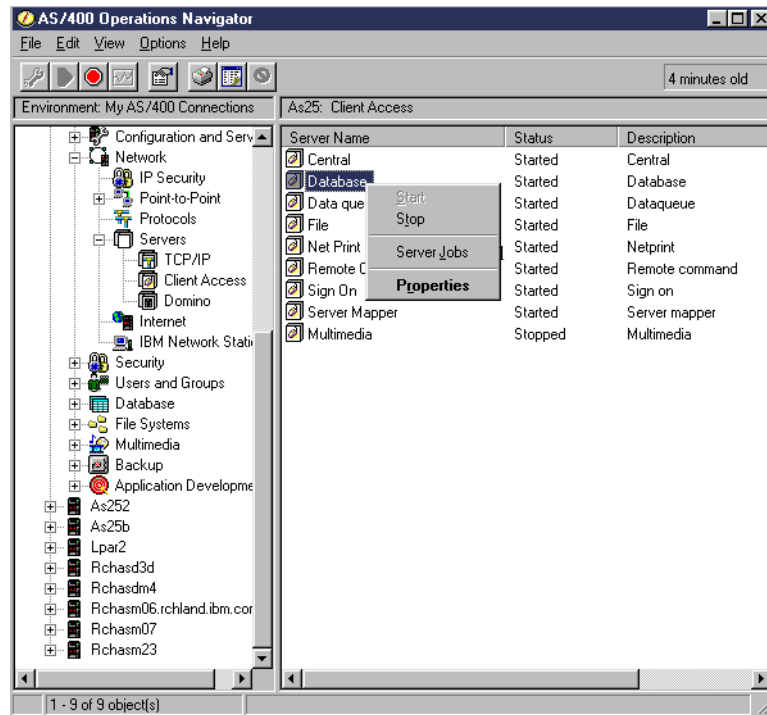 AS/400 Operations Navigator
File Edit View Options Help
4 minutes old
Environment: My AS/400 Connections
As25: Client Access
Configuration and Serv
Network
IP Security
Point-to-Point
Protocols
Servers
TCP/IP
Client Access
Domino
Internet
IBM Network Stati
Security
Users and Groups
Database
File Systems
Multimedia
Backup
Application Developme
As252
As25b
Lpar2
Rchasd3d
Rchasdm4
Rchasm06.rchland.ibm.cor
Rchasm07
Rchasm23
Server Name Status Description
Central Started Central
Database Started Database
Data que Started Dataqueue
File Started File
Net Print Started Netprint
Remote C Started Remote command
Sign On Started Sign on
Server Mapper Started Server mapper
Multimedia Stopped Multimedia
Start
Stop
Server Jobs
Properties
1 - 9 of 9 object(s)